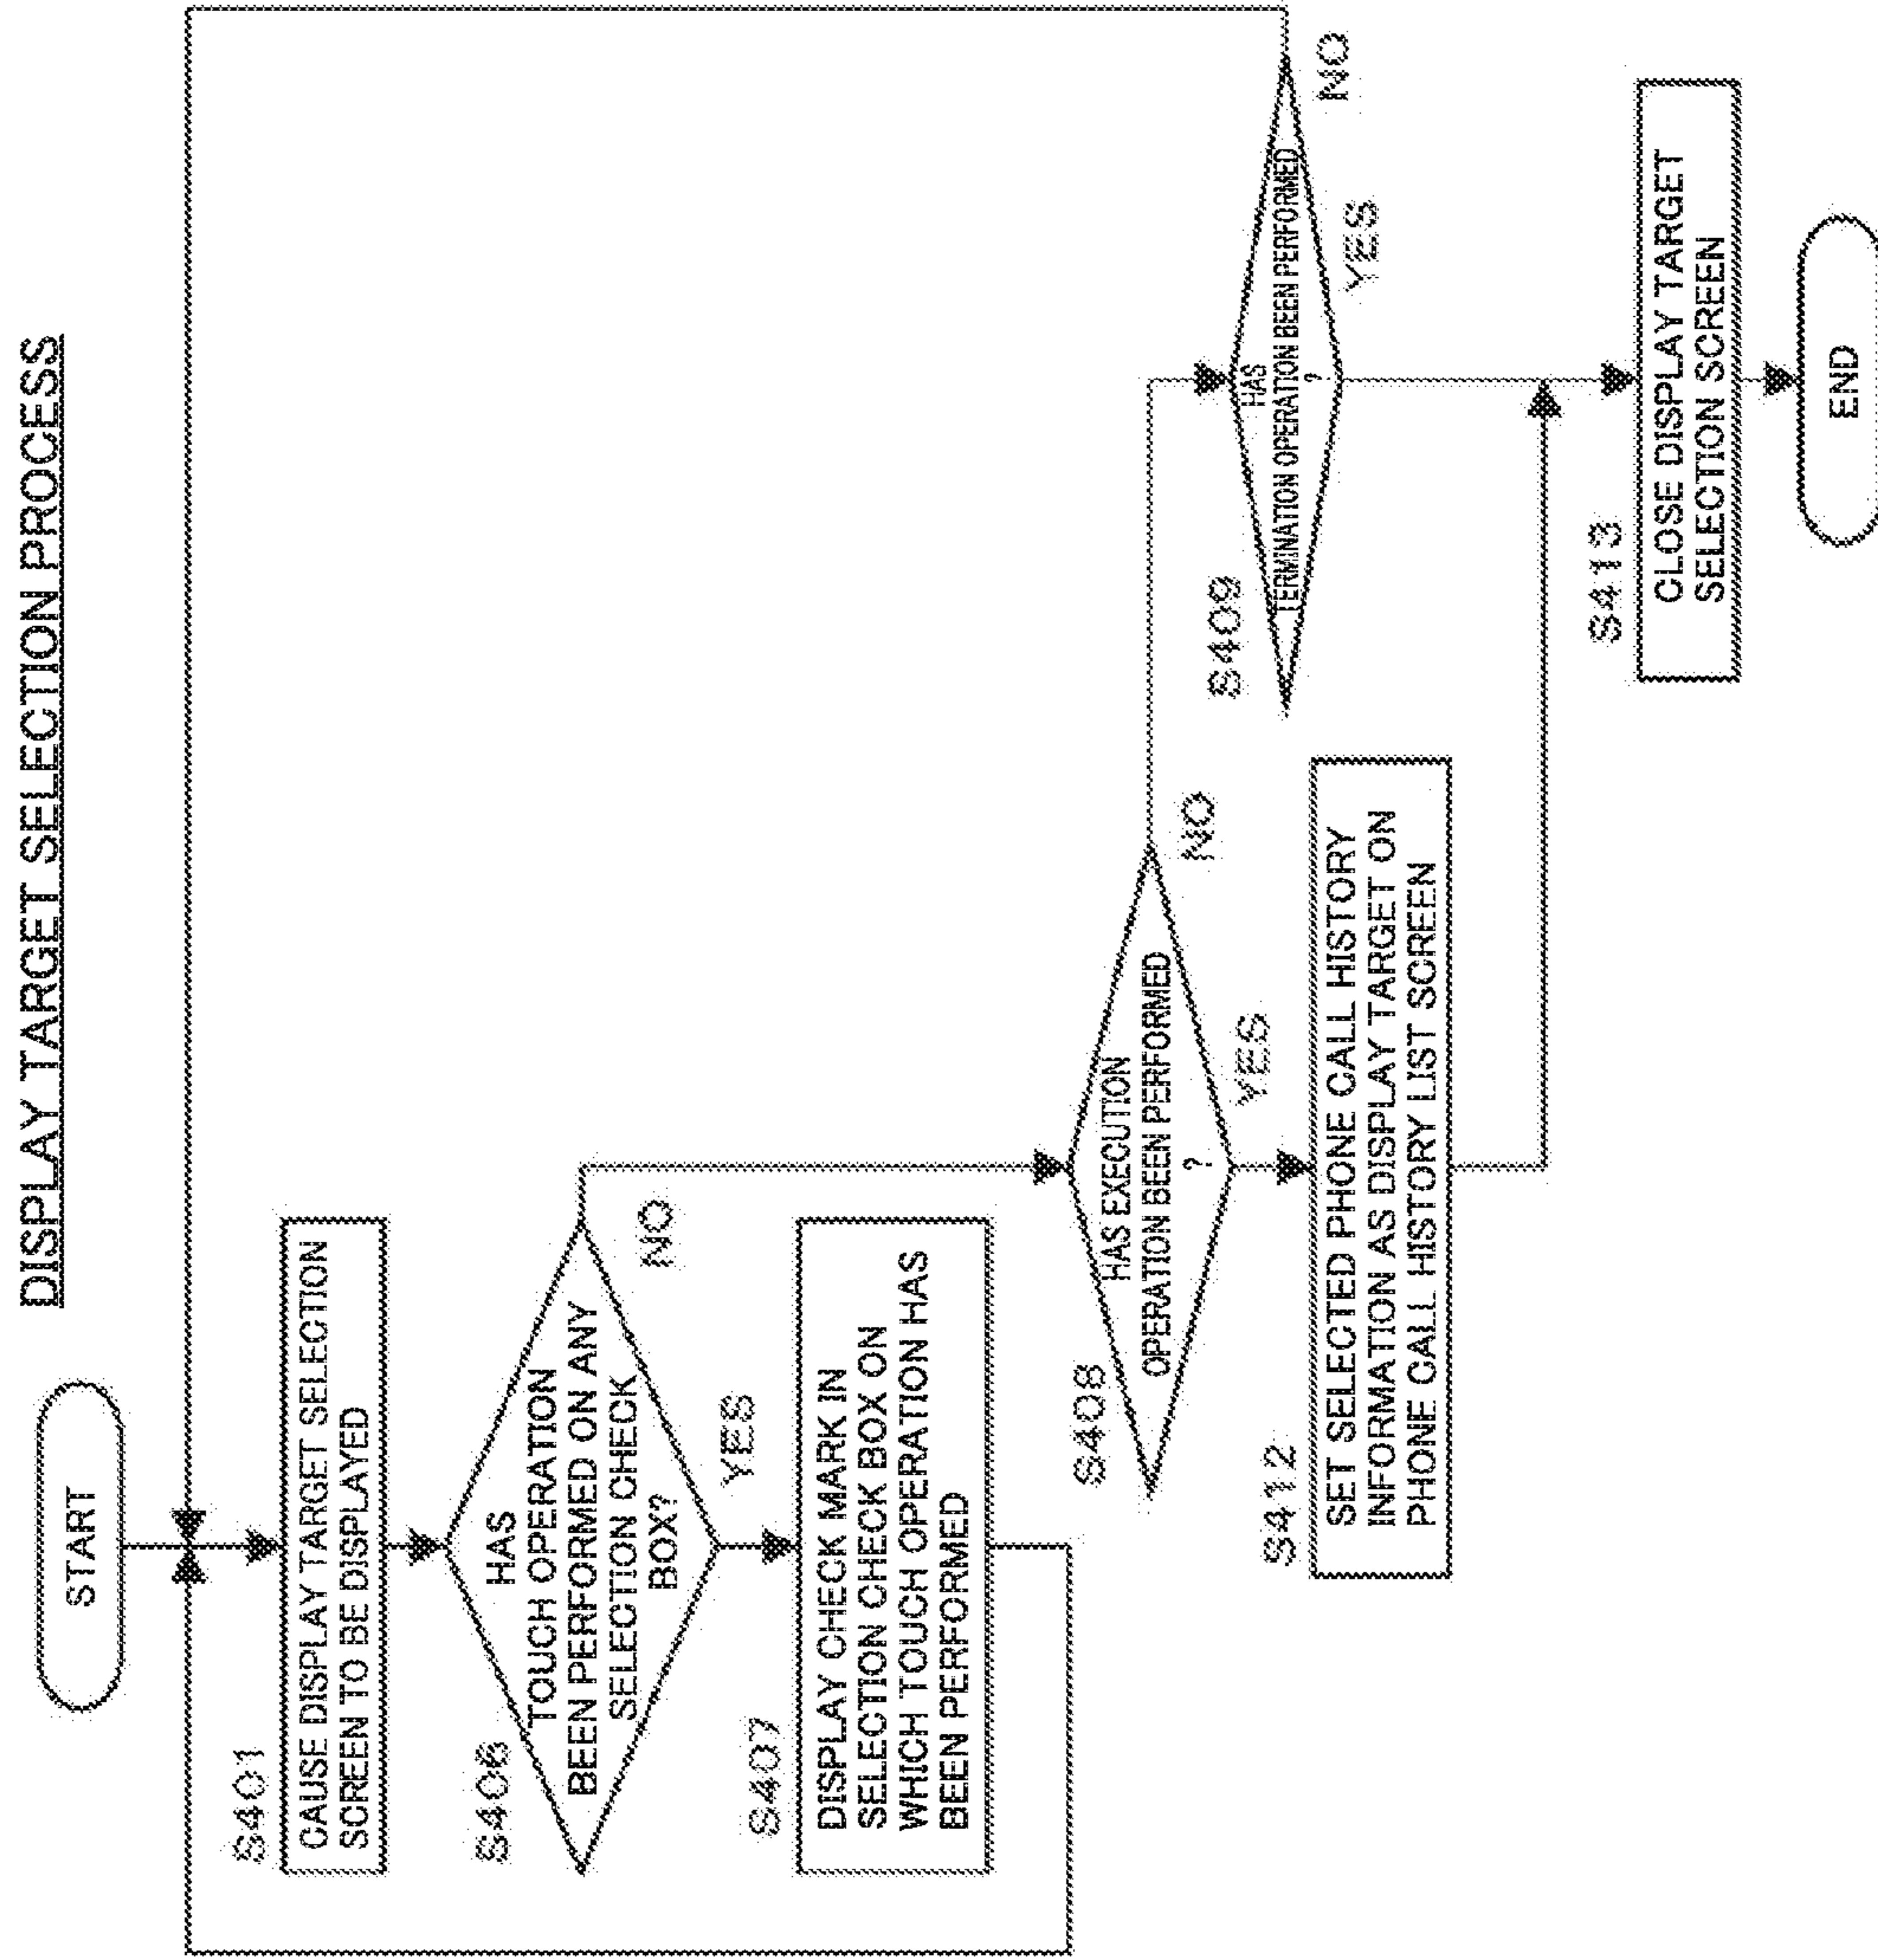 DISPLAY TARGET SELECTION PROCESS
START
S401
CAUSE DISPLAY TARGET SELECTION
SCREEN TO BE DISPLAYED
S406
HAS
TOUCH OPERATION
BEEN PERFORMED ON ANY
SELECTION CHECK
BOX?
NO
YES
S407
DISPLAY CHECK MARK IN
SELECTION CHECK BOX ON
WHICH TOUCH OPERATION HAS
BEEN PERFORMED
S408
HAS EXECUTION
OPERATION BEEN PERFORMED
?
NO
YES
S412
SET SELECTED PHONE CALL HISTORY
INFORMATION AS DISPLAY TARGET ON
PHONE CALL HISTORY LIST SCREEN
S409
HAS
TERMINATION OPERATION BEEN PERFORMED
?
NO
YES
S413
CLOSE DISPLAY TARGET
SELECTION SCREEN
END